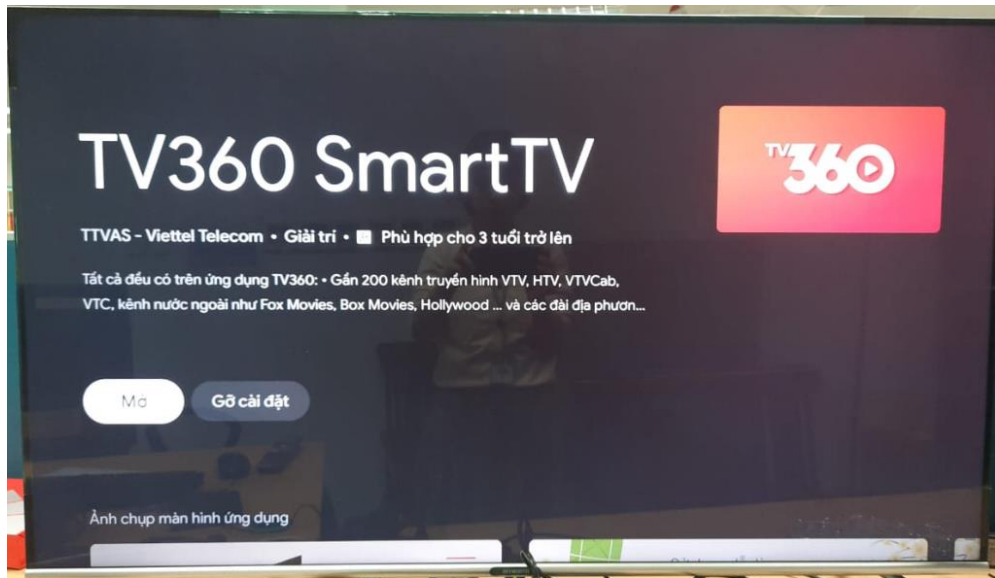 TV360 SmartTV
TV360
TTVAS - Viettel Telecom • Giải trí • Phù hợp cho 3 tuổi trở lên
Tất cả đều có trên ứng dụng TV360: • Gần 200 kênh truyền hình VTV, HTV, VTVCab,
VTC, kênh nước ngoài như Fox Movies, Box Movies, Hollywood ... và các đài địa phươn...
Mở
Gỡ cài đặt
Ảnh chụp màn hình ứng dụng